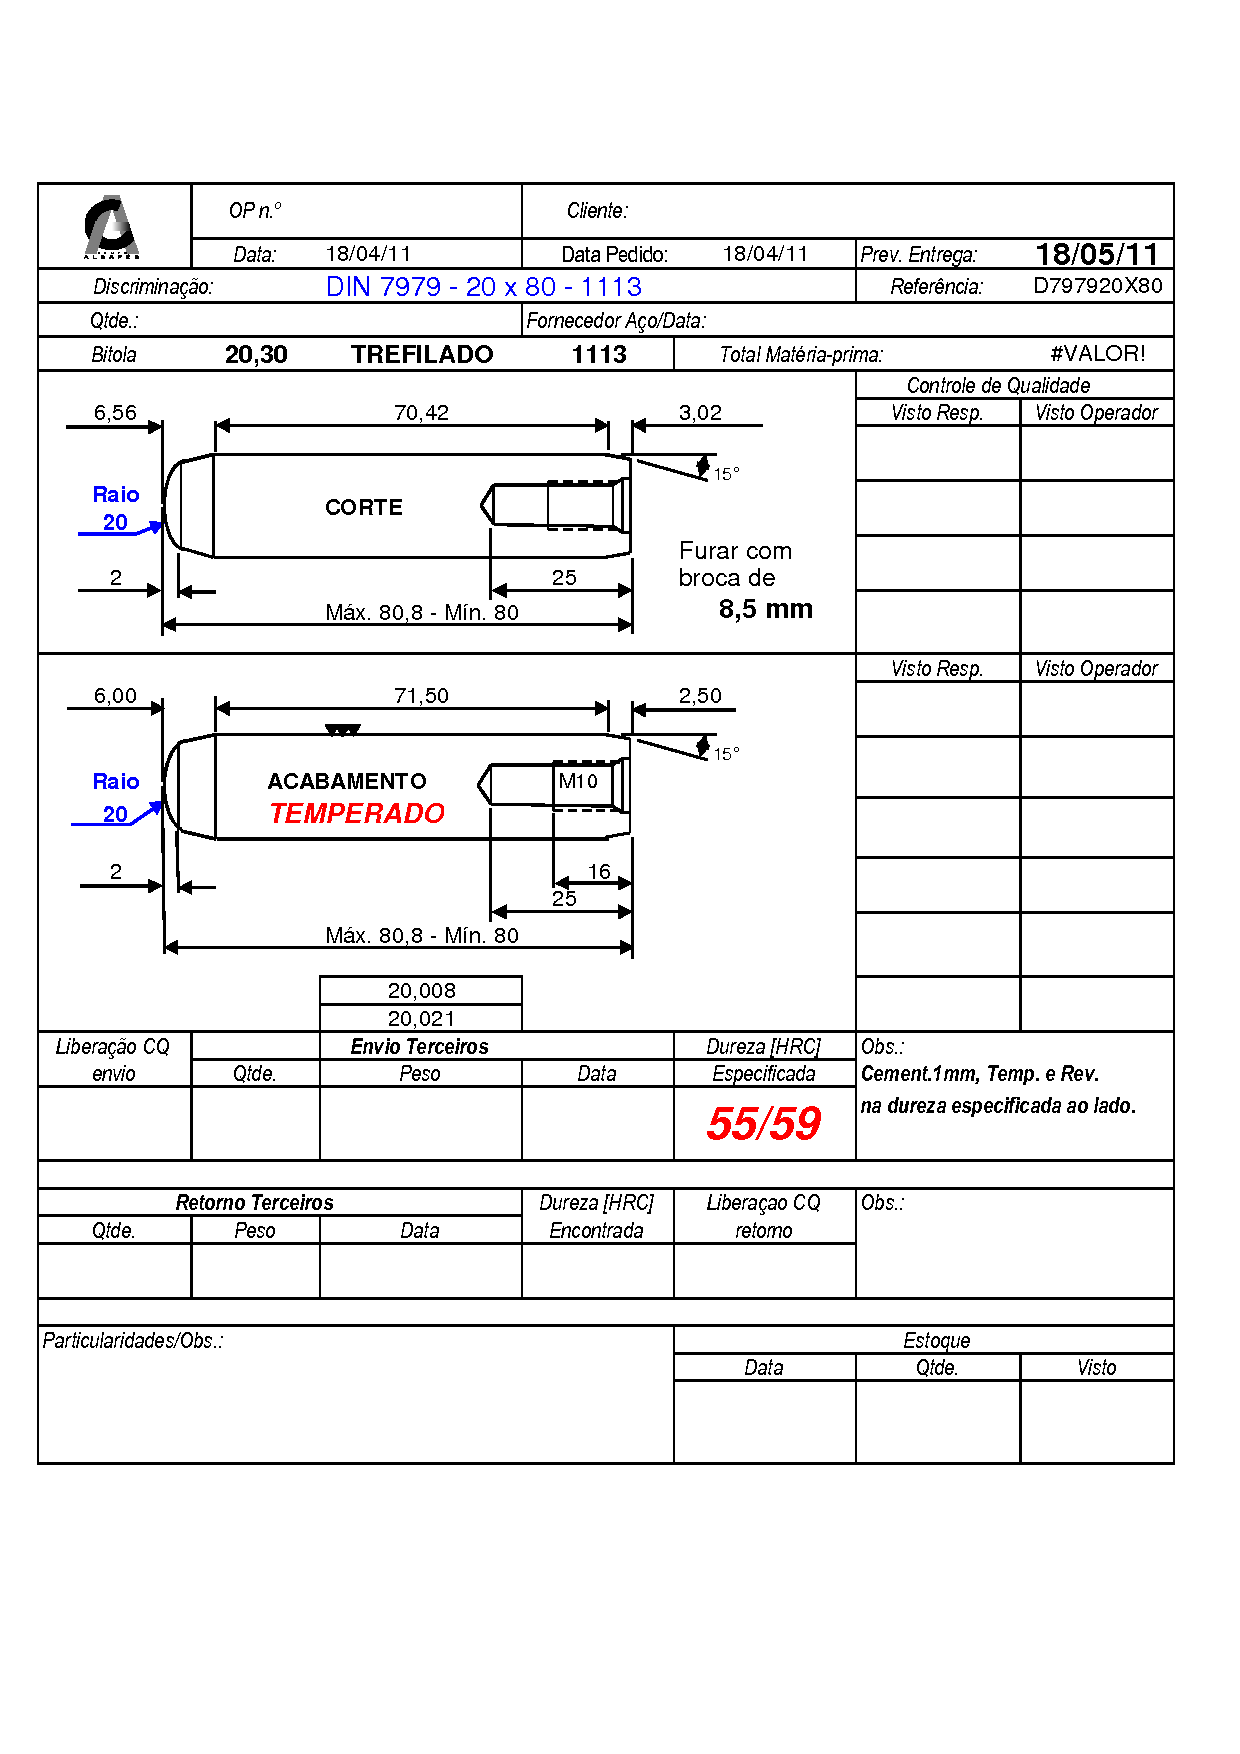 ALBAPES
OP n.º Cliente:
Data: 18/04/11 Data Pedido: 18/04/11 Prev. Entrega: 18/05/11
Discriminação: DIN 7979 - 20 x 80 - 1113 Referência: D797920X80
Qtde.: Fornecedor Aço/Data:
Bitola 20,30 TREFILADO 1113 Total Matéria-prima: #VALOR!
Controle de Qualidade
Visto Resp. Visto Operador
6,56 70,42 3,02
15°
Raio
20
CORTE
Furar com
broca de
8,5 mm
2 25
Máx. 80,8 - Mín. 80
Visto Resp. Visto Operador
6,00 71,50 2,50
15°
Raio
20
ACABAMENTO
TEMPERADO
M10
2 16
25
Máx. 80,8 - Mín. 80
20,008
20,021
Liberação CQ Envio Terceiros Dureza [HRC] Obs.:
envio Qtde. Peso Data Especificada Cement.1mm, Temp. e Rev.
55/59 na dureza especificada ao lado.
Retorno Terceiros Dureza [HRC] Liberaçao CQ Obs.:
Qtde. Peso Data Encontrada retorno
Particularidades/Obs.: Estoque
Data Qtde. Visto